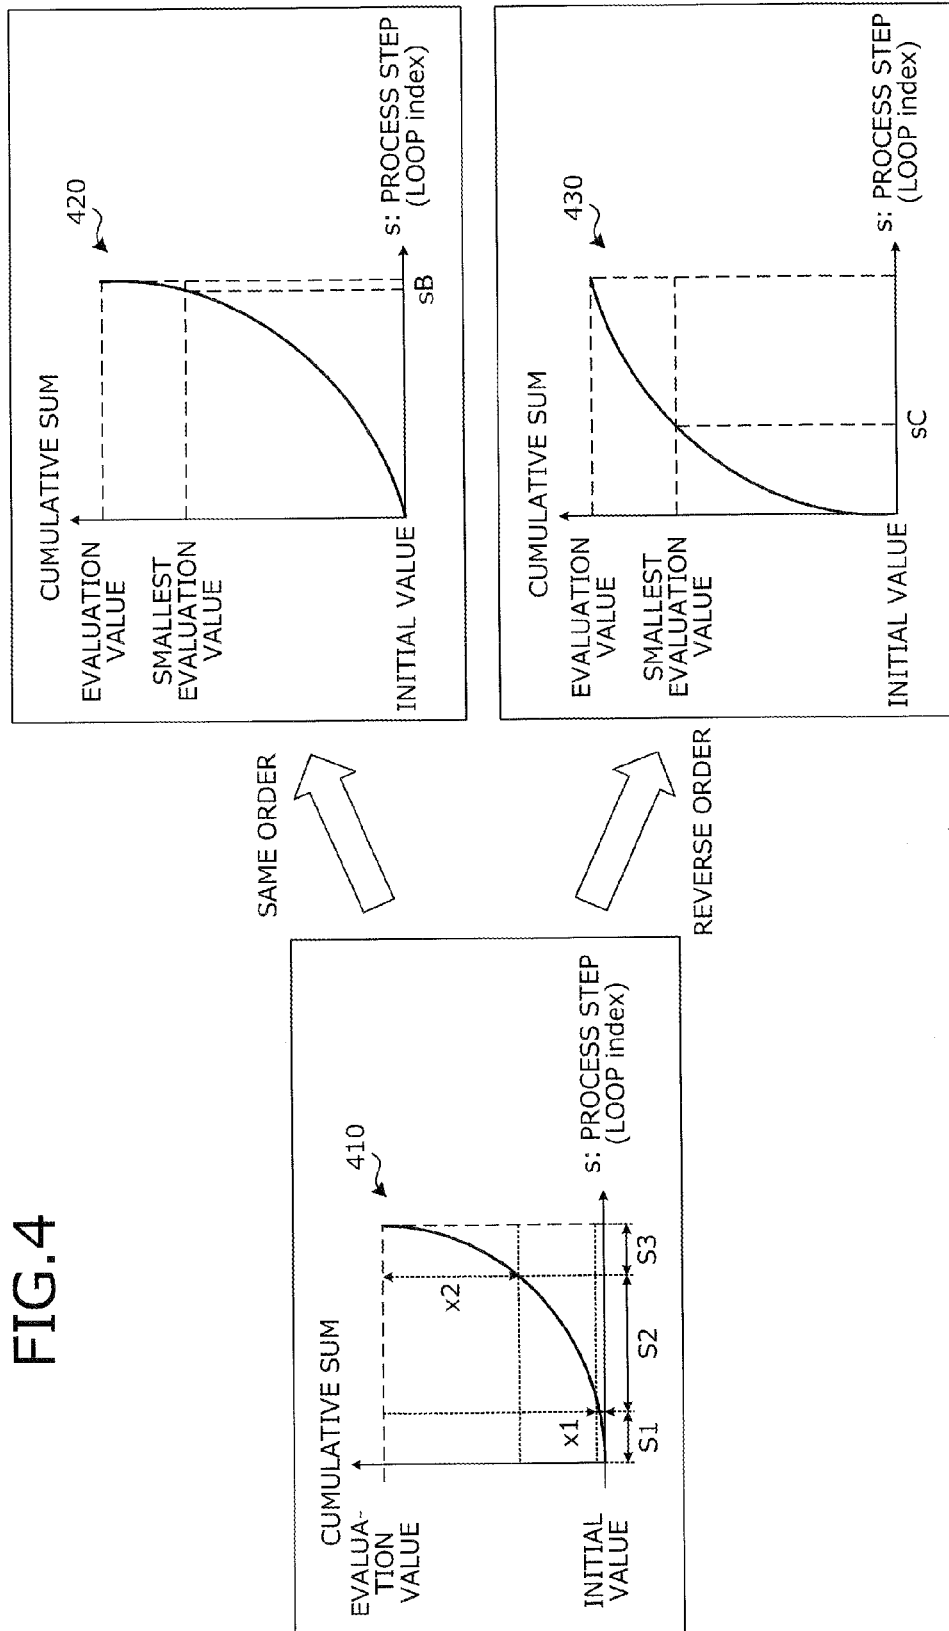 FIG.4
CUMULATIVE SUM
EVALUA-
TION
VALUE
INITIAL
VALUE
x1
x2
S1
S2
S3
410
s: PROCESS STEP
(LOOP index)
SAME ORDER
REVERSE ORDER
CUMULATIVE SUM
EVALUATION
VALUE
SMALLEST
EVALUATION
VALUE
INITIAL VALUE
sB
420
s: PROCESS STEP
(LOOP index)
CUMULATIVE SUM
EVALUATION
VALUE
SMALLEST
EVALUATION
VALUE
INITIAL VALUE
sC
430
s: PROCESS STEP
(LOOP index)